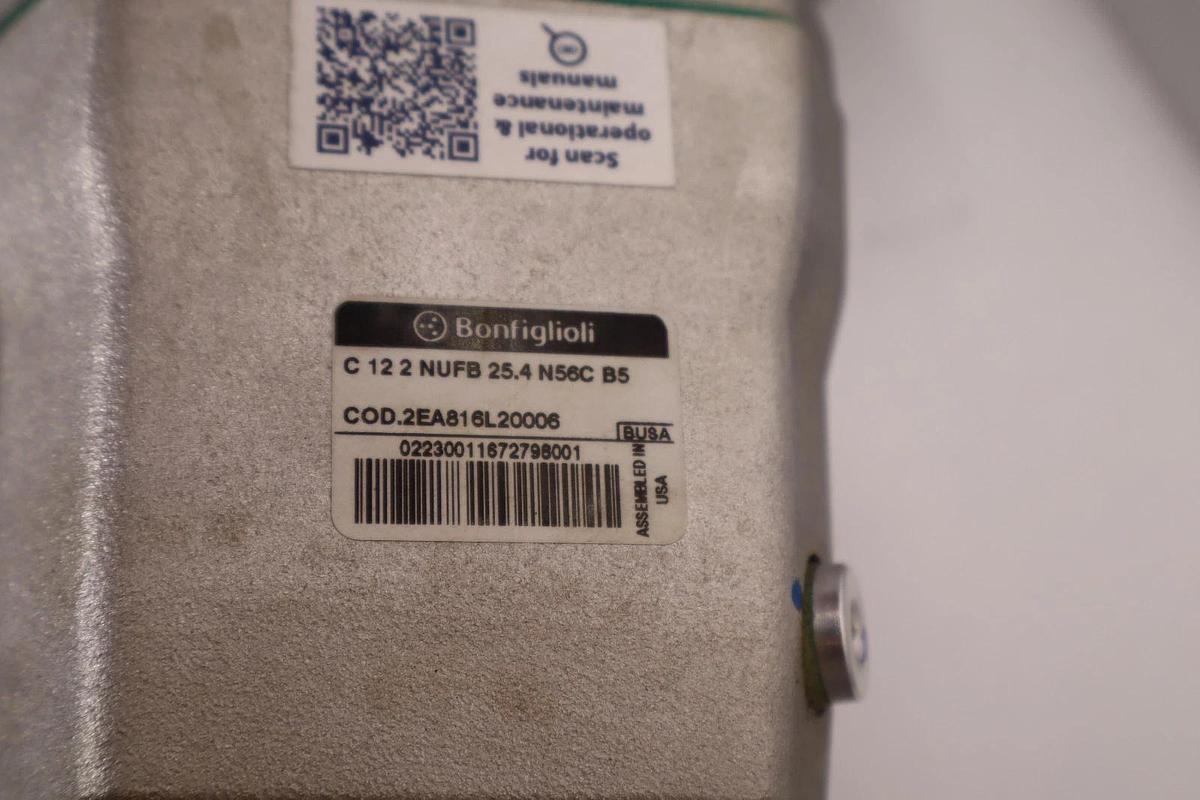 Scan for
operational &
maintenance
manuals
Bonfiglioli
C 12 2 NUFB 25.4 N56C B5
COD.2EA816L20006
BUSA
02230011672798001
ASSEMBLED IN
USA